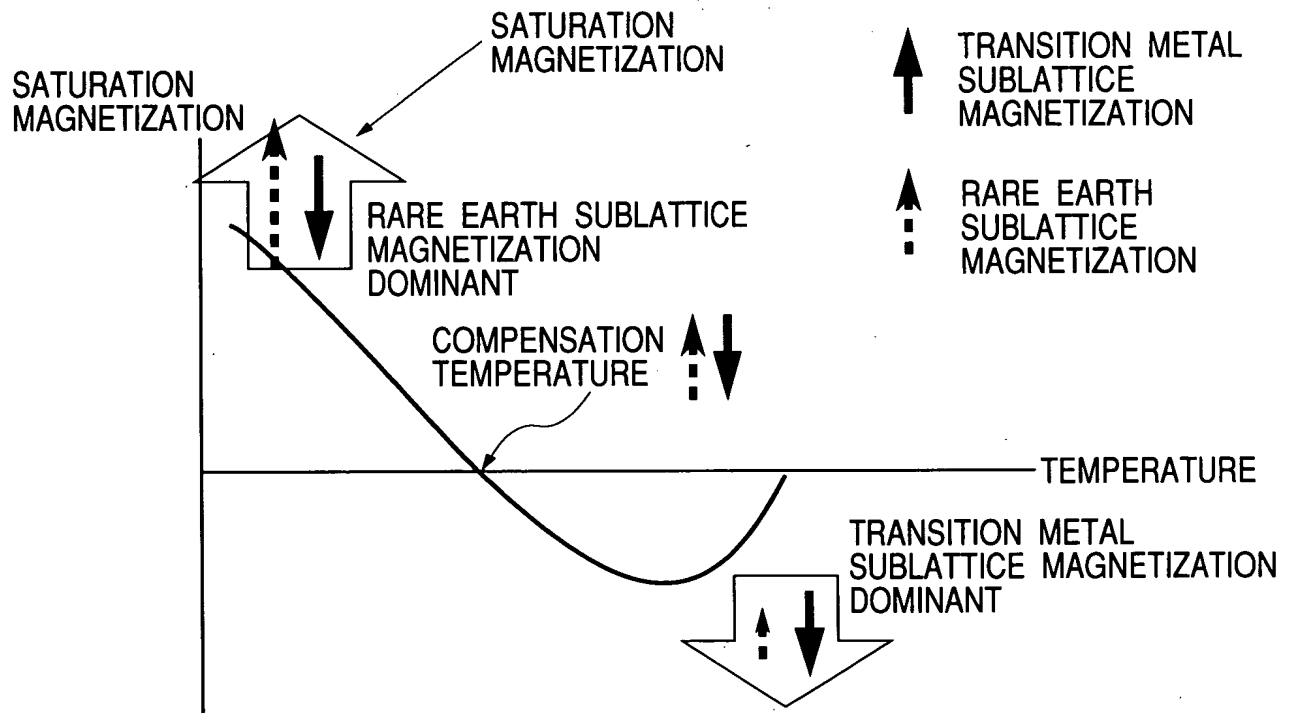 SATURATION
MAGNETIZATION
SATURATION
MAGNETIZATION
TRANSITION METAL
SUBLATTICE
MAGNETIZATION
RARE EARTH
SUBLATTICE
MAGNETIZATION
RARE EARTH SUBLATTICE
MAGNETIZATION
DOMINANT
COMPENSATION
TEMPERATURE
TEMPERATURE
TRANSITION METAL
SUBLATTICE MAGNETIZATION
DOMINANT